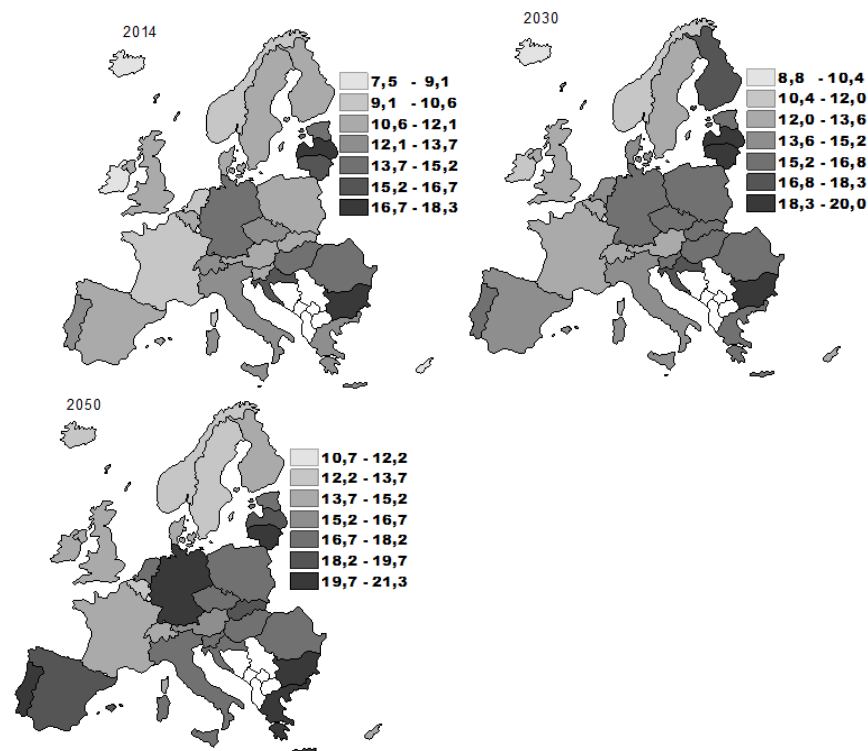 2014
7,5 - 9,1
9,1 - 10,6
10,6 - 12,1
12,1 - 13,7
13,7 - 15,2
15,2 - 16,7
16,7 - 18,3
2030
8,8 - 10,4
10,4 - 12,0
12,0 - 13,6
13,6 - 15,2
15,2 - 16,8
16,8 - 18,3
18,3 - 20,0
2050
10,7 - 12,2
12,2 - 13,7
13,7 - 15,2
15,2 - 16,7
16,7 - 18,2
18,2 - 19,7
19,7 - 21,3